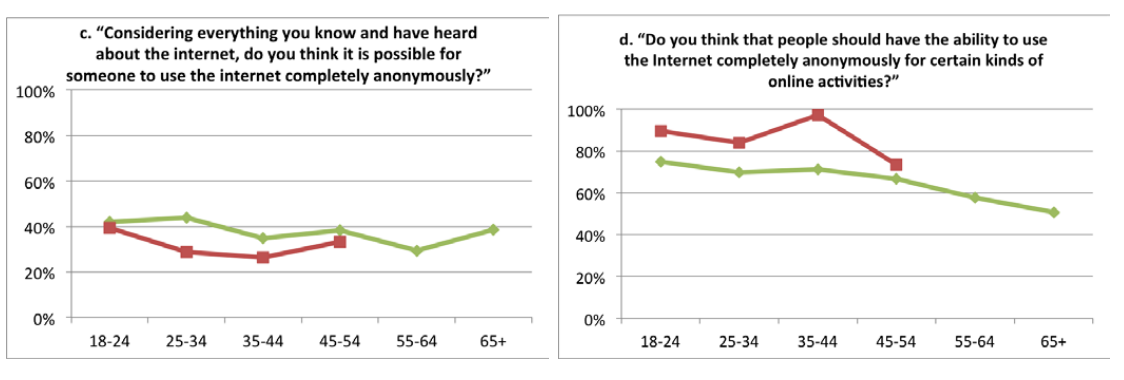 c. “Considering everything you know and have heard
about the internet, do you think it is possible for
someone to use the internet completely anonymously?”
100%
80%
60%
40%
20%
0%
18-24 25-34 35-44 45-54 55-64 65+
d. “Do you think that people should have the ability to use
the Internet completely anonymously for certain kinds of
online activities?”
100%
80%
60%
40%
20%
0%
18-24 25-34 35-44 45-54 55-64 65+